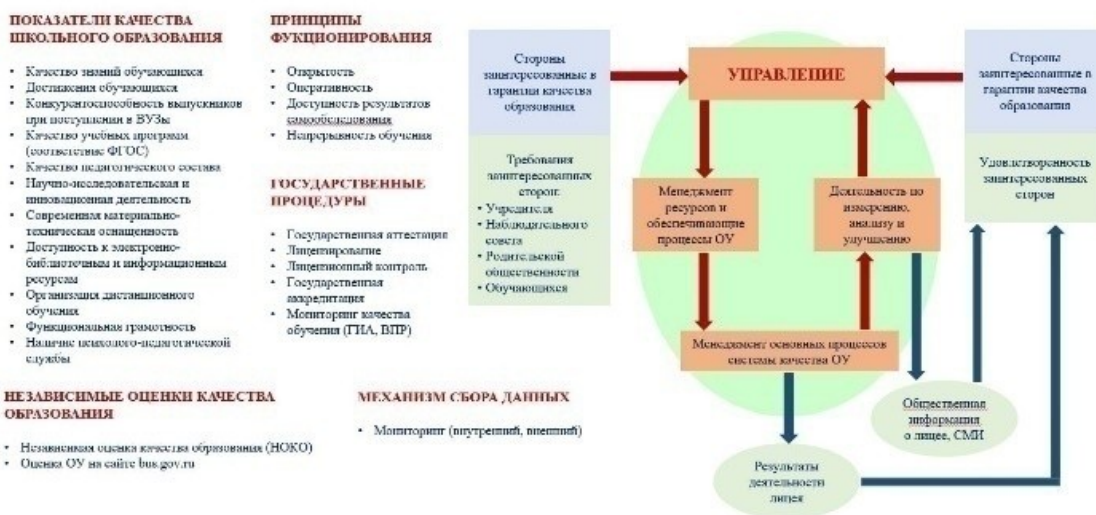 ПОКАЗАТЕЛИ КАЧЕСТВА
ШКОЛЬНОГО ОБРАЗОВАНИЯ
• Качество знаний обучающихся
• Достижения обучающихся
• Конкурентоспособность выпускников
при поступлении в ВУЗы
• Качество учебных программ
(соответствие ФГОС)
• Качество педагогического состава
• Научно-исследовательская и
инновационная деятельность
• Современная материально-
техническая оснащенность
• Доступность к электронно-
библиотечным и информационным
ресурсам
• Организация дистанционного
обучения
• Функциональная грамотность
• Наличие психолого-педагогической
службы
ПРИНЦИПЫ
ФУКЦИОНИРОВАНИЯ
• Открытость
• Оперативность
• Доступность результатов
самообследования
• Непрерывность обучения
ГОСУДАРСТВЕННЫЕ
ПРОЦЕДУРЫ
• Государственная аттестация
• Лицензирование
• Лицензионный контроль
• Государственная
аккредитация
• Мониторинг качества
обучения (ГИА, ВПР)
НЕЗАВИСИМЫЕ ОЦЕНКИ КАЧЕСТВА
ОБРАЗОВАНИЯ
• Независимая оценка качества образования (НОКО)
• Оценка ОУ на сайте bus.gov.ru
МЕХАНИЗМ СБОРА ДАННЫХ
• Мониторинг (внутренний, внешний)
Стороны
заинтересованные в
гарантии качества
образования
Требования
заинтересованных
сторон:
• Учредителя
• Наблюдательного
совета
• Родительской
общественности
• Обучающихся
УПРАВЛЕНИЕ
Менеджмент
ресурсов и
обеспечивающие
процессы ОУ
Деятельность по
измерению,
анализу и
улучшению
Менеджмент основных процессов
системы качества ОУ
Стороны
заинтересованные в
гарантии качества
образования
Удовлетворенность
заинтересованных
сторон
Общественная
информация
о лицее, СМИ
Результаты
деятельности
лицея